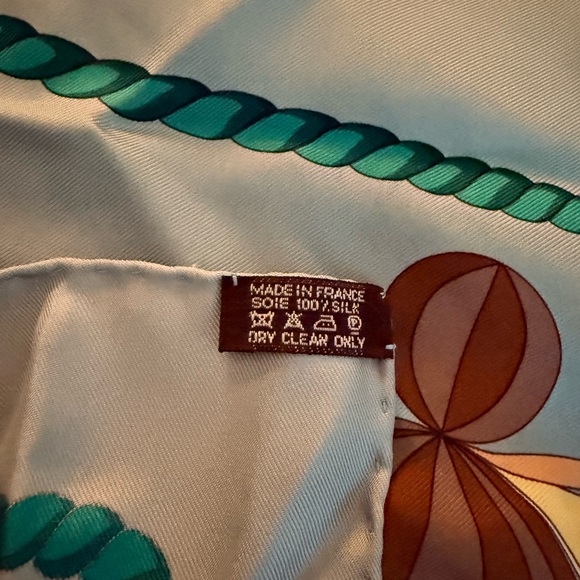 MADE IN FRANCE
SOIE 100% SILK
P
DRY CLEAN ONLY